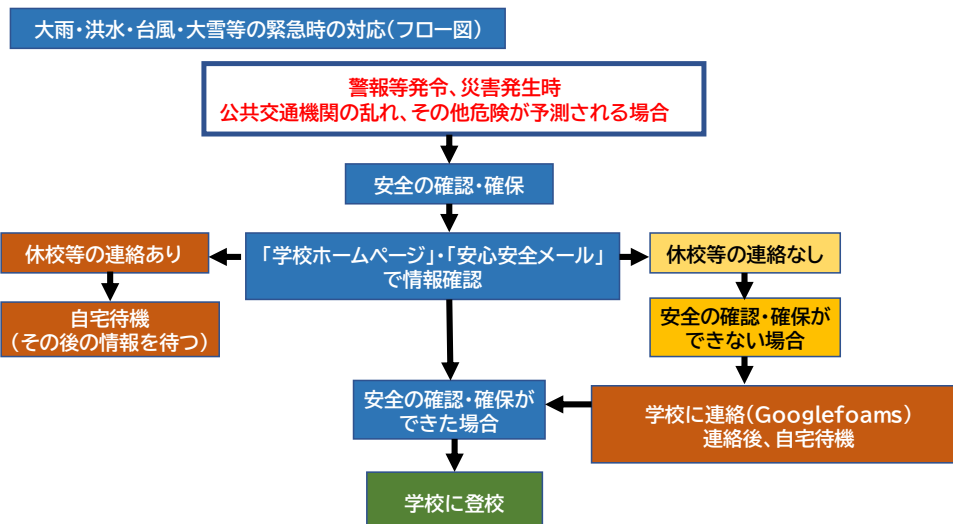 大雨・洪水・台風・大雪等の緊急時の対応(フロー図)
警報等発令、災害発生時
公共交通機関の乱れ、その他危険が予測される場合
安全の確認・確保
休校等の連絡あり
「学校ホームページ」・「安心安全メール」
で情報確認
休校等の連絡なし
自宅待機
(その後の情報を待つ)
安全の確認・確保が
できない場合
安全の確認・確保が
できた場合
学校に連絡(Googlefoams)
連絡後、自宅待機
学校に登校